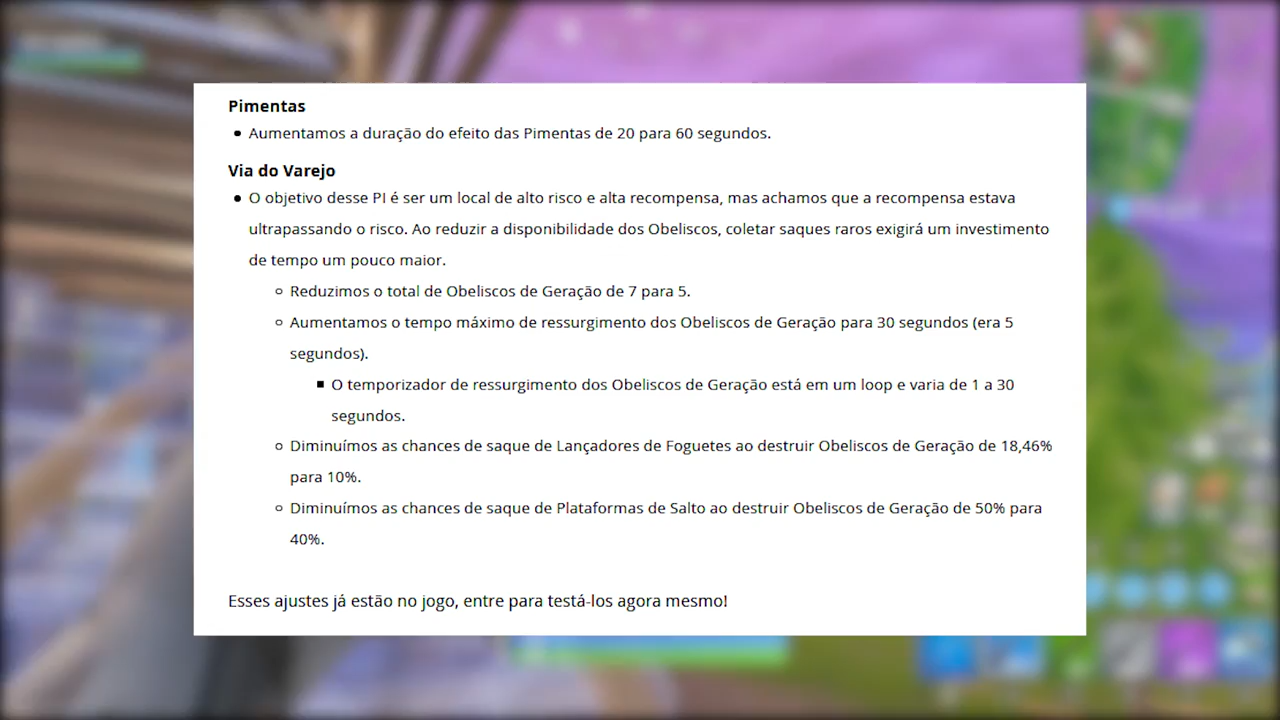 Pimentas
• Aumentamos a duração do efeito das Pimentas de 20 para 60 segundos.
Via do Varejo
• O objetivo desse PI é ser um local de alto risco e alta recompensa, mas achamos que a recompensa estava
ultrapassando o risco. Ao reduzir a disponibilidade dos Obeliscos, coletar saques raros exigirá um investimento
de tempo um pouco maior.
◦ Reduzimos o total de Obeliscos de Geração de 7 para 5.
◦ Aumentamos o tempo máximo de ressurgimento dos Obeliscos de Geração para 30 segundos (era 5
segundos).
▪ O temporizador de ressurgimento dos Obeliscos de Geração está em um loop e varia de 1 a 30
segundos.
◦ Diminuímos as chances de saque de Lançadores de Foguetes ao destruir Obeliscos de Geração de 18,46%
para 10%.
◦ Diminuímos as chances de saque de Plataformas de Salto ao destruir Obeliscos de Geração de 50% para
40%.
Esses ajustes já estão no jogo, entre para testá-los agora mesmo!